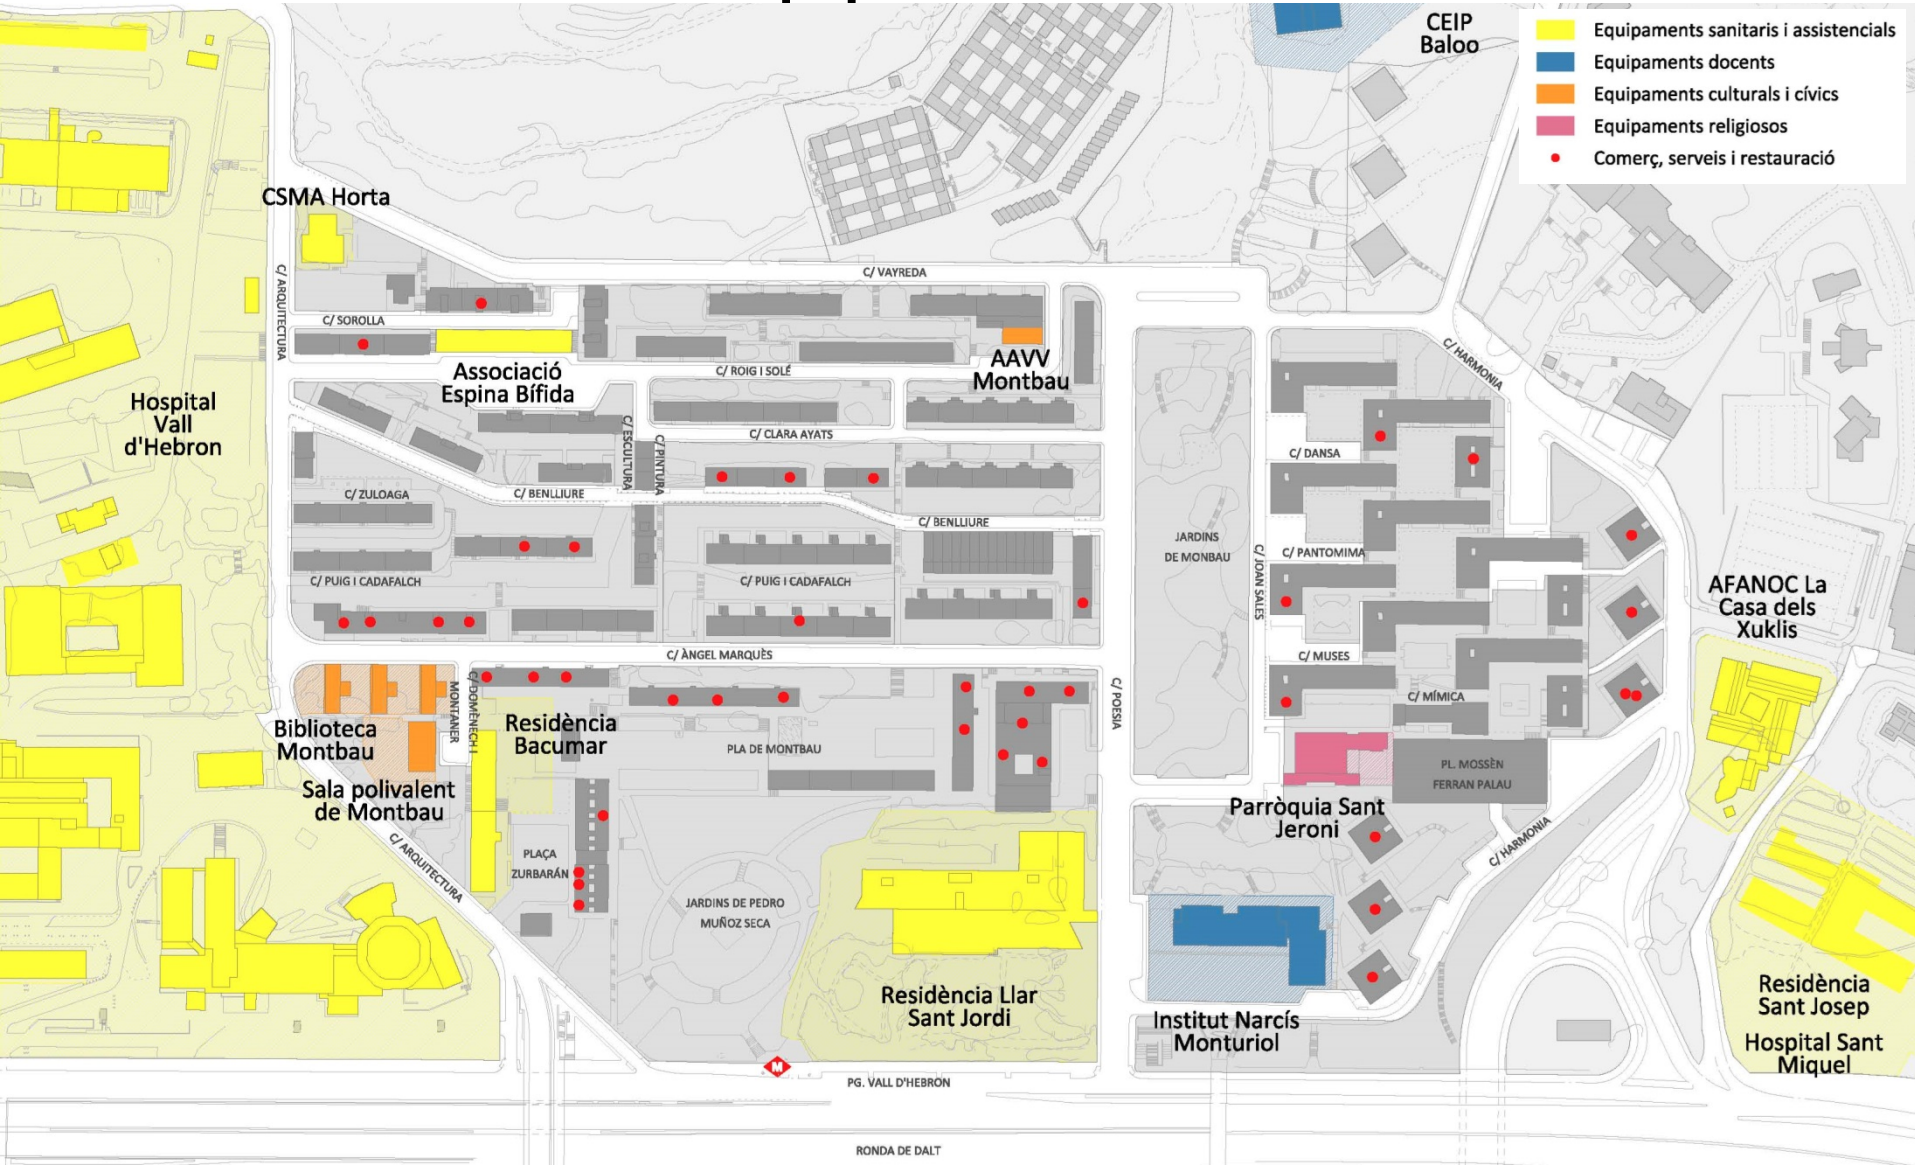 CEIP
Baloo
Equipaments sanitaris i assistencials
Equipaments docents
Equipaments culturals i cívics
Equipaments religiosos
Comerç, serveis i restauració
CSMA Horta
C/ VAYREDA
C/ ARQUITECTURA
C/ SOROLLA
C/ HARMONIA
Associació
Espina Bífida
C/ ROIG I SOLÉ
AAVV
Montbau
Hospital
Vall
d'Hebron
C/ ESCULTURA
C/ PINTURA
C/ CLARA AYATS
C/ DANSA
C/ ZULOAGA
C/ BENLLIURE
C/ BENLLIURE
JARDINS
DE MONBAU
C/ JOAN SALES
C/ PANTOMIMA
C/ PUIG I CADAFALCH
C/ PUIG I CADAFALCH
AFANOC La
Casa dels
Xuklis
C/ ÀNGEL MARQUÈS
C/ MUSES
C/ DOMÈNECH I
MONTANER
C/ POESIA
C/ MÍMICA
Biblioteca
Montbau
Residència
Bacumar
PLA DE MONTBAU
PL. MOSSÈN
FERRAN PALAU
Sala polivalent
de Montbau
Parròquia Sant
Jeroni
C/ ARQUITECTURA
PLAÇA
ZURBARÁN
C/ HARMONIA
JARDINS DE PEDRO
MUÑOZ SECA
Residència Llar
Sant Jordi
Institut Narcís
Monturiol
Residència
Sant Josep
Hospital Sant
Miquel
M
PG. VALL D'HEBRON
RONDA DE DALT